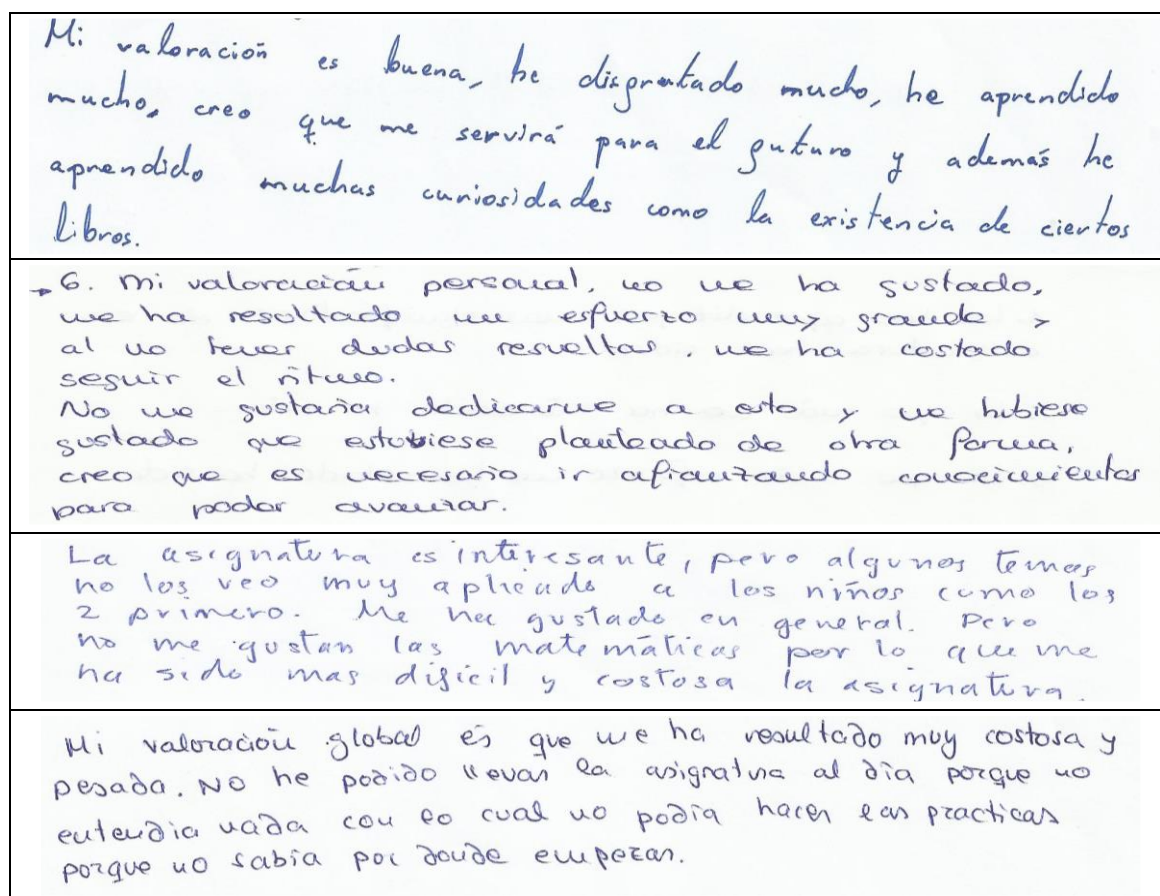 Mi valoración es buena, he disfrutado mucho, he aprendido
mucho, creo que me servirá para el futuro y además he
aprendido muchas curiosidades como la existencia de ciertos
libros.
→6. Mi valoración personal, no me ha gustado,
me ha resultado un esfuerzo muy grande y
al no tener dudas resueltas, me ha costado
seguir el ritmo.
No me gustaría dedicarme a esto y me hubiese
gustado que estubiese planteado de otra forma,
creo que es necesario ir afianzando conocimientos
para poder avanzar.
La asignatura es interesante, pero algunos temas
no los veo muy aplicado a los niños como los
2 primero. Me ha gustado en general. Pero
no me gustan las matemáticas por lo que me
ha sido mas difícil y costosa la asignatura.
Mi valoración global es que me ha resultado muy costosa y
pesada. No he podido llevar la asignatura al día porque no
entendia nada con lo cual no podía hacer las practicas
porque no sabía por donde empezar.